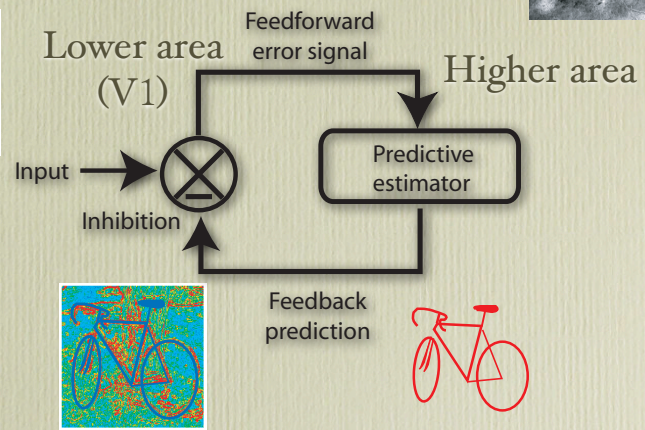 Feedforward
error signal
Lower area
(V1)
Higher area
Predictive
estimator
Input
Inhibition
Feedback
prediction